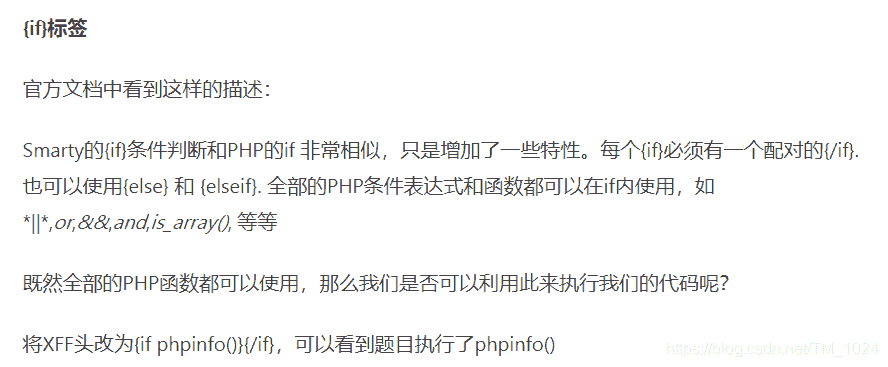 {if}标签
官方文档中看到这样的描述：
Smarty的{if}条件判断和PHP的if 非常相似，只是增加了一些特性。每个{if}必须有一个配对的{/if}.
也可以使用{else} 和 {elseif}. 全部的PHP条件表达式和函数都可以在if内使用，如
*||*,or,&&,and,is_array(), 等等
既然全部的PHP函数都可以使用，那么我们是否可以利用此来执行我们的代码呢？
将XFF头改为{if phpinfo()}{/if}，可以看到题目执行了phpinfo()
https://blog.csdn.net/TM_1024